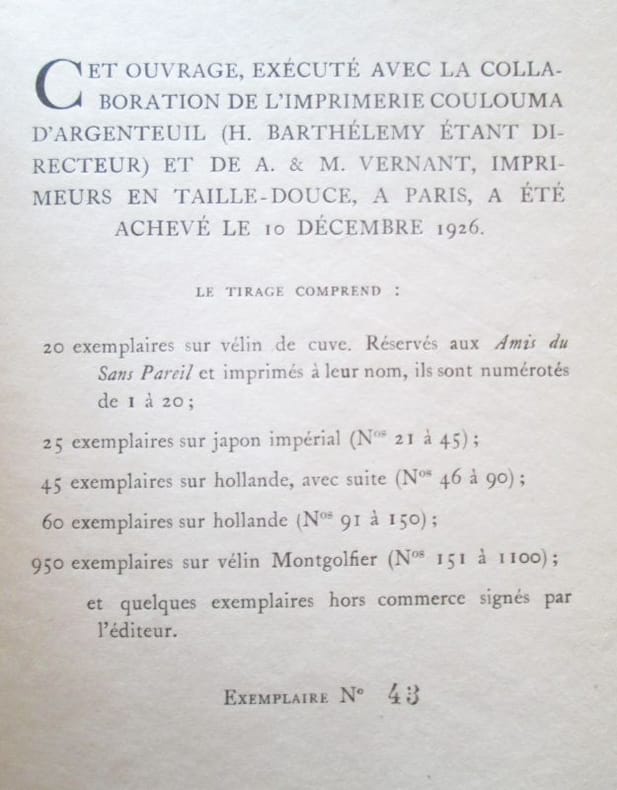 CET OUVRAGE, EXÉCUTÉ AVEC LA COLLA-
BORATION DE L'IMPRIMERIE COULOUMA
D'ARGENTEUIL (H. BARTHÉLEMY ÉTANT DI-
RECTEUR) ET DE A. & M. VERNANT, IMPRI-
MEURS EN TAILLE-DOUCE, A PARIS, A ÉTÉ
ACHEVÉ LE 10 DÉCEMBRE 1926.
LE TIRAGE COMPREND :
20 exemplaires sur vélin de cuve. Réservés aux Amis du
Sans Pareil et imprimés à leur nom, ils sont numérotés
de 1 à 20 ;
25 exemplaires sur japon impérial (Nos 21 à 45) ;
45 exemplaires sur hollande, avec suite (Nos 46 à 90) ;
60 exemplaires sur hollande (Nos 91 à 150) ;
950 exemplaires sur vélin Montgolfier (Nos 151 à 1100) ;
et quelques exemplaires hors commerce signés par
l'éditeur.
EXEMPLAIRE N° 43